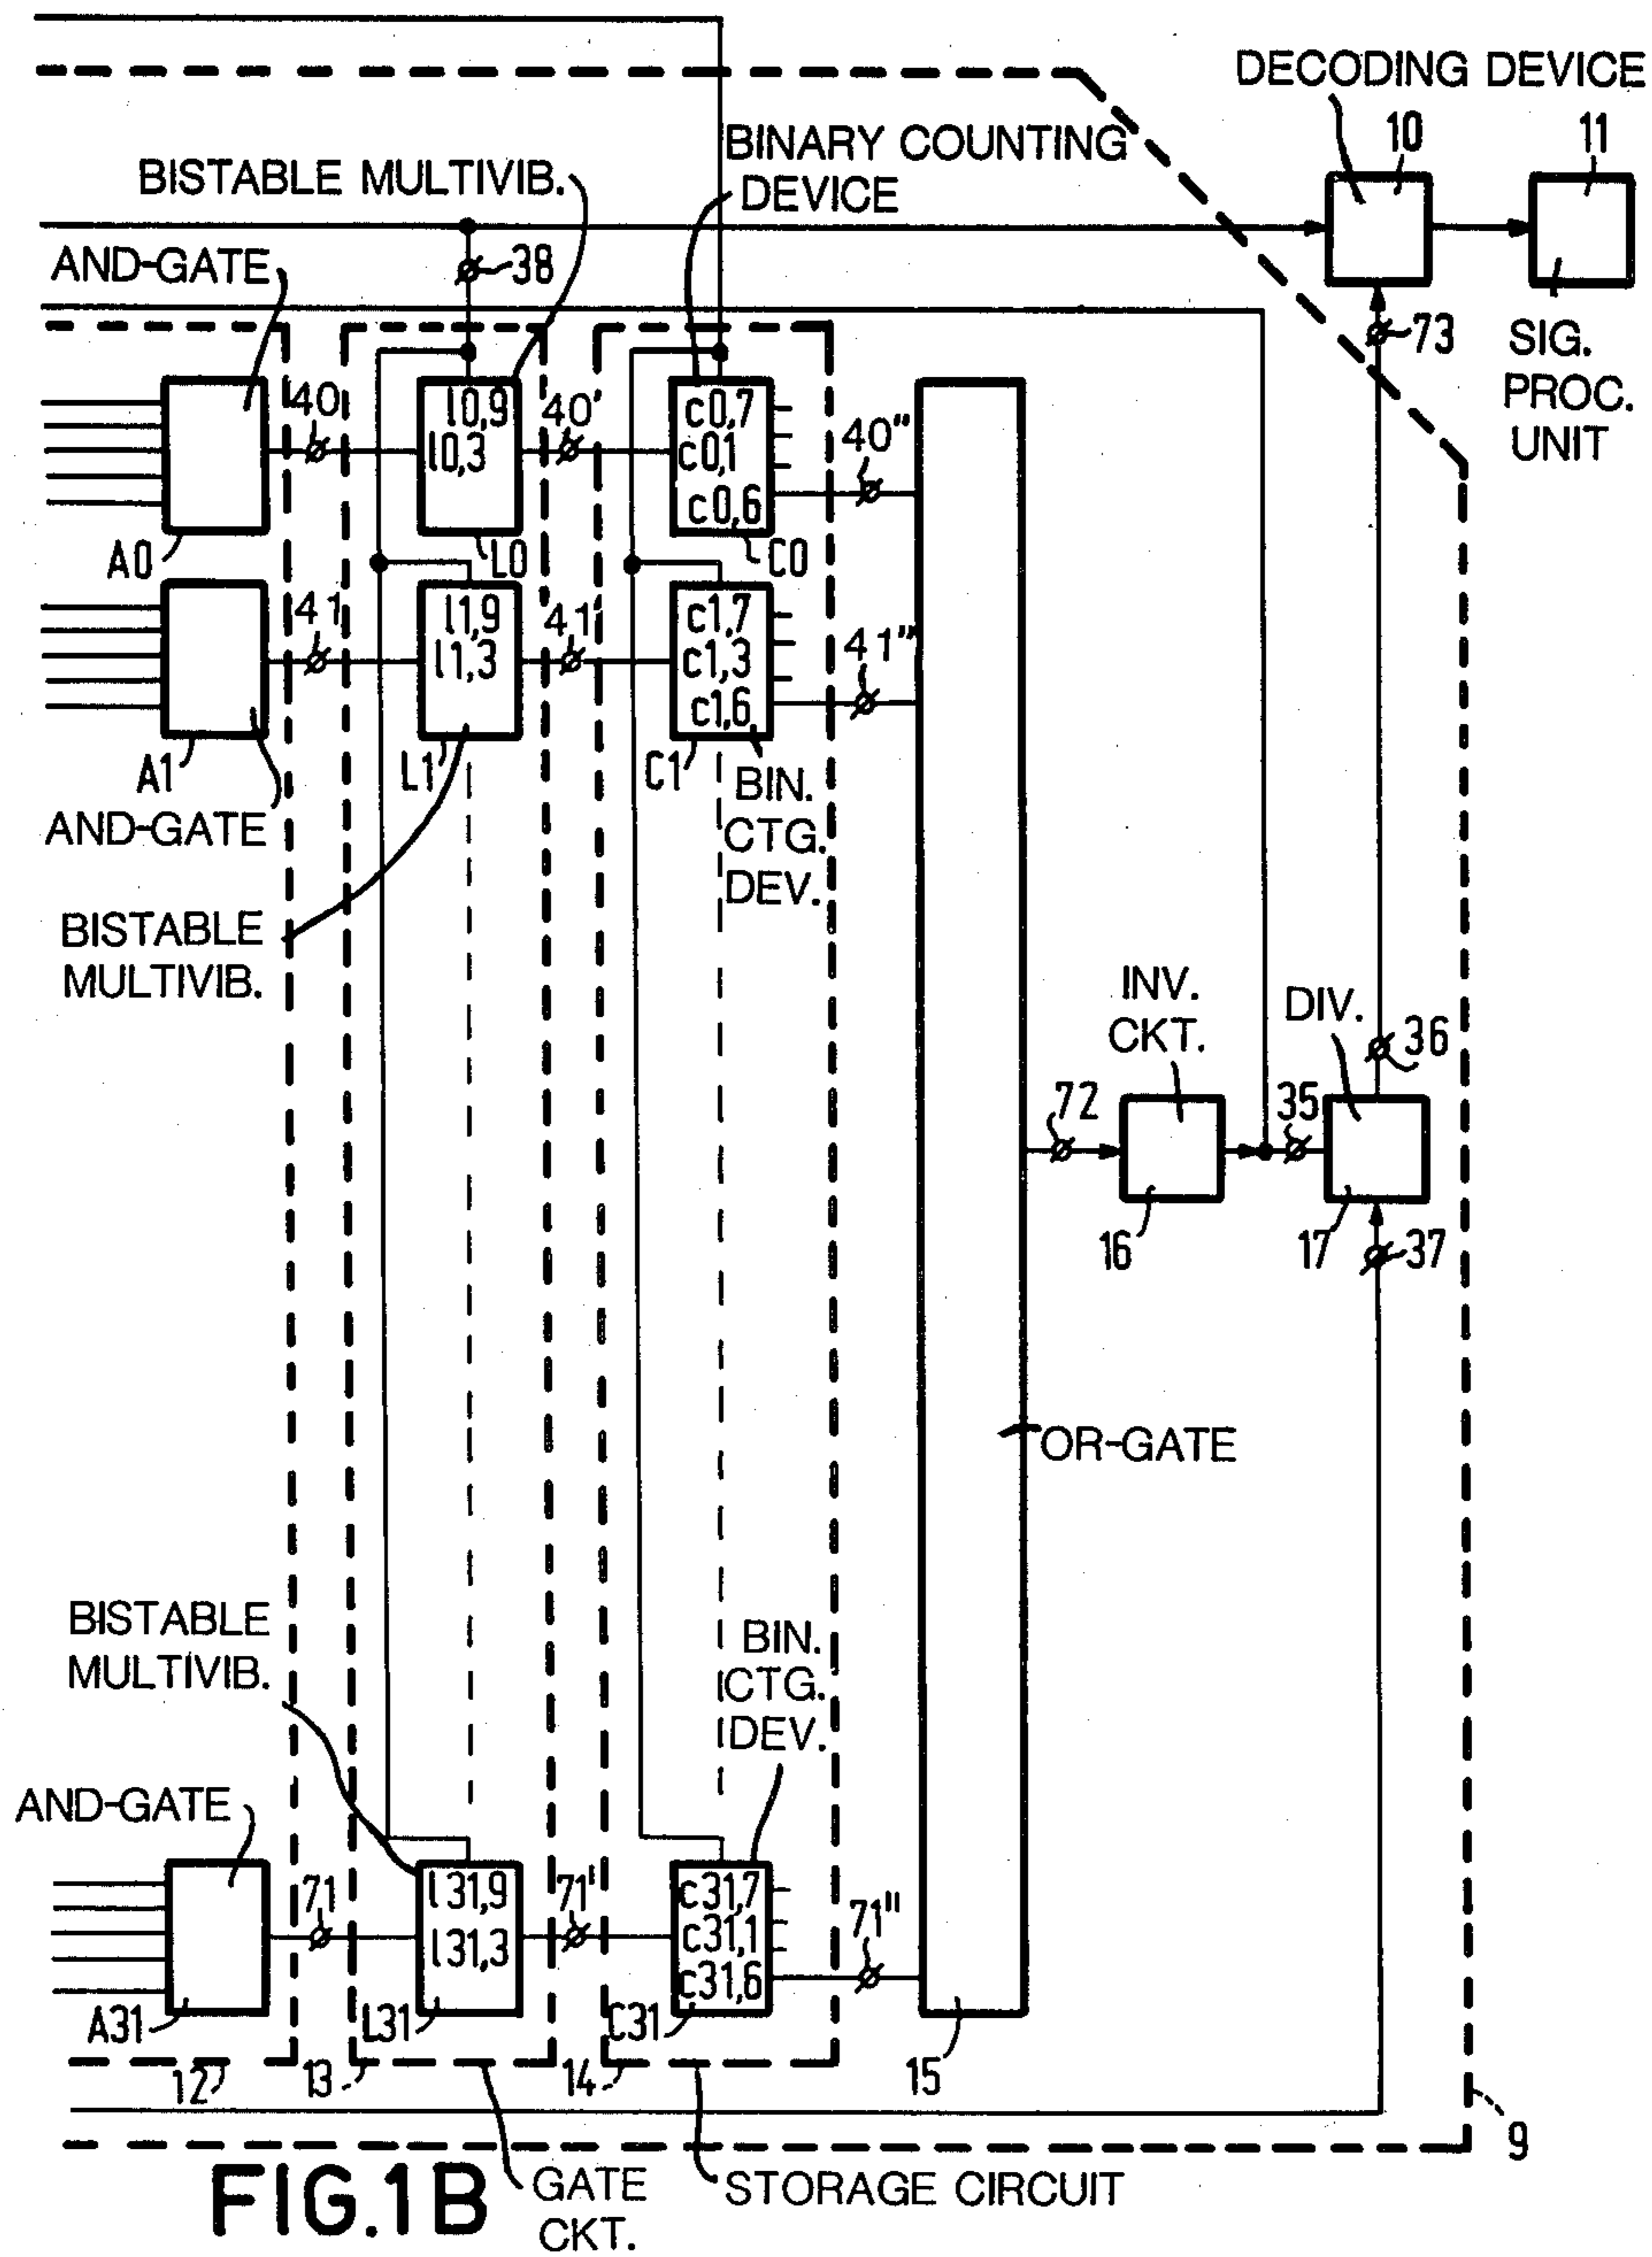 DECODING DEVICE
10
11
BINARY COUNTING
DEVICE
BISTABLE MULTIVIB.
AND-GATE
38
73
SIG.
PROC.
UNIT
40
l0,9
l0,3
40'
c0,7
c0,1
c0,6
40"
A0
L0
C0
41
l1,9
l1,3
41'
c1,7
c1,3
c1,6
41"
A1
L1
C1
BIN.
CTG.
DEV.
AND-GATE
BISTABLE
MULTIVIB.
INV.
CKT.
DIV.
36
72
35
16
17
37
OR-GATE
BISTABLE
MULTIVIB.
BIN.
CTG.
DEV.
AND-GATE
71
l31,9
l31,3
71'
c31,7
c31,1
c31,6
71"
A31
L31
C31
12
13
14
15
9
FIG.1B
GATE
CKT.
STORAGE CIRCUIT